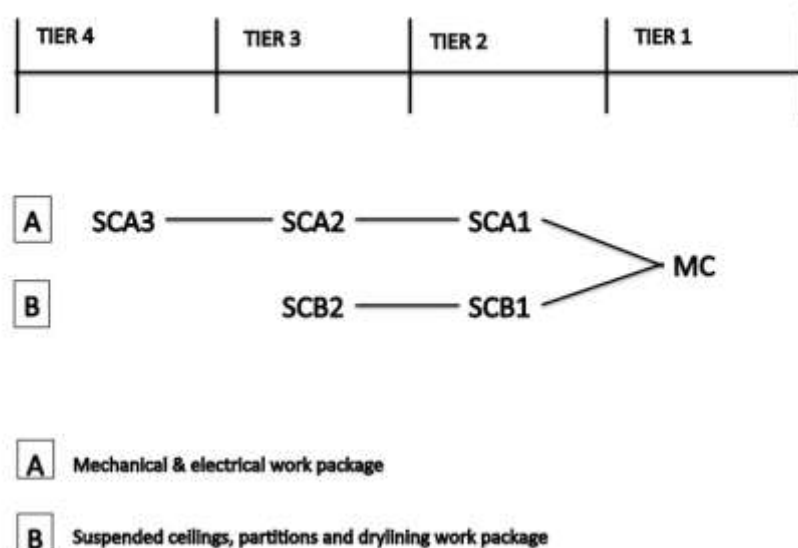 TIER 4 TIER 3 TIER 2 TIER 1
A SCA3 SCA2 SCA1
MC
B SCB2 SCB1
A Mechanical & electrical work package
B Suspended ceilings, partitions and drylining work package